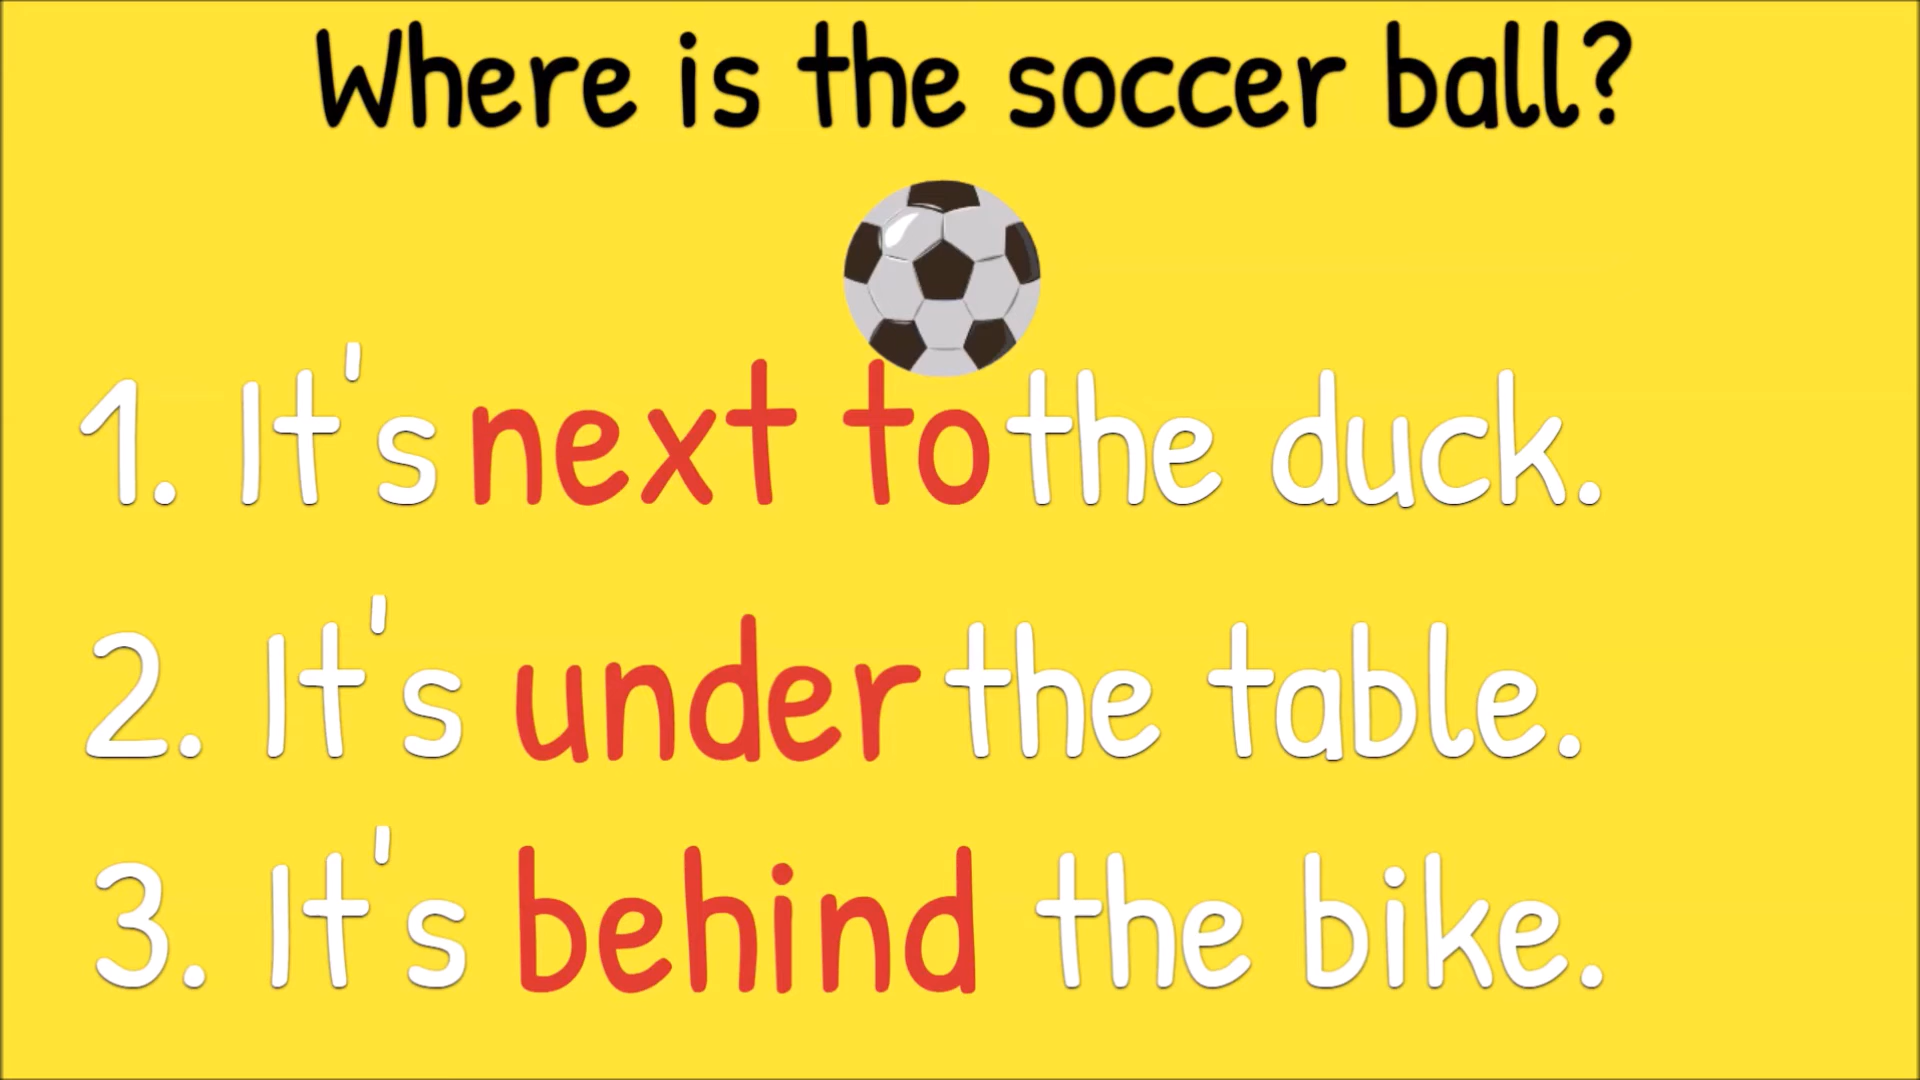 Where is the soccer ball?
1. It's next to the duck.
2. It's under the table.
3. It's behind the bike.